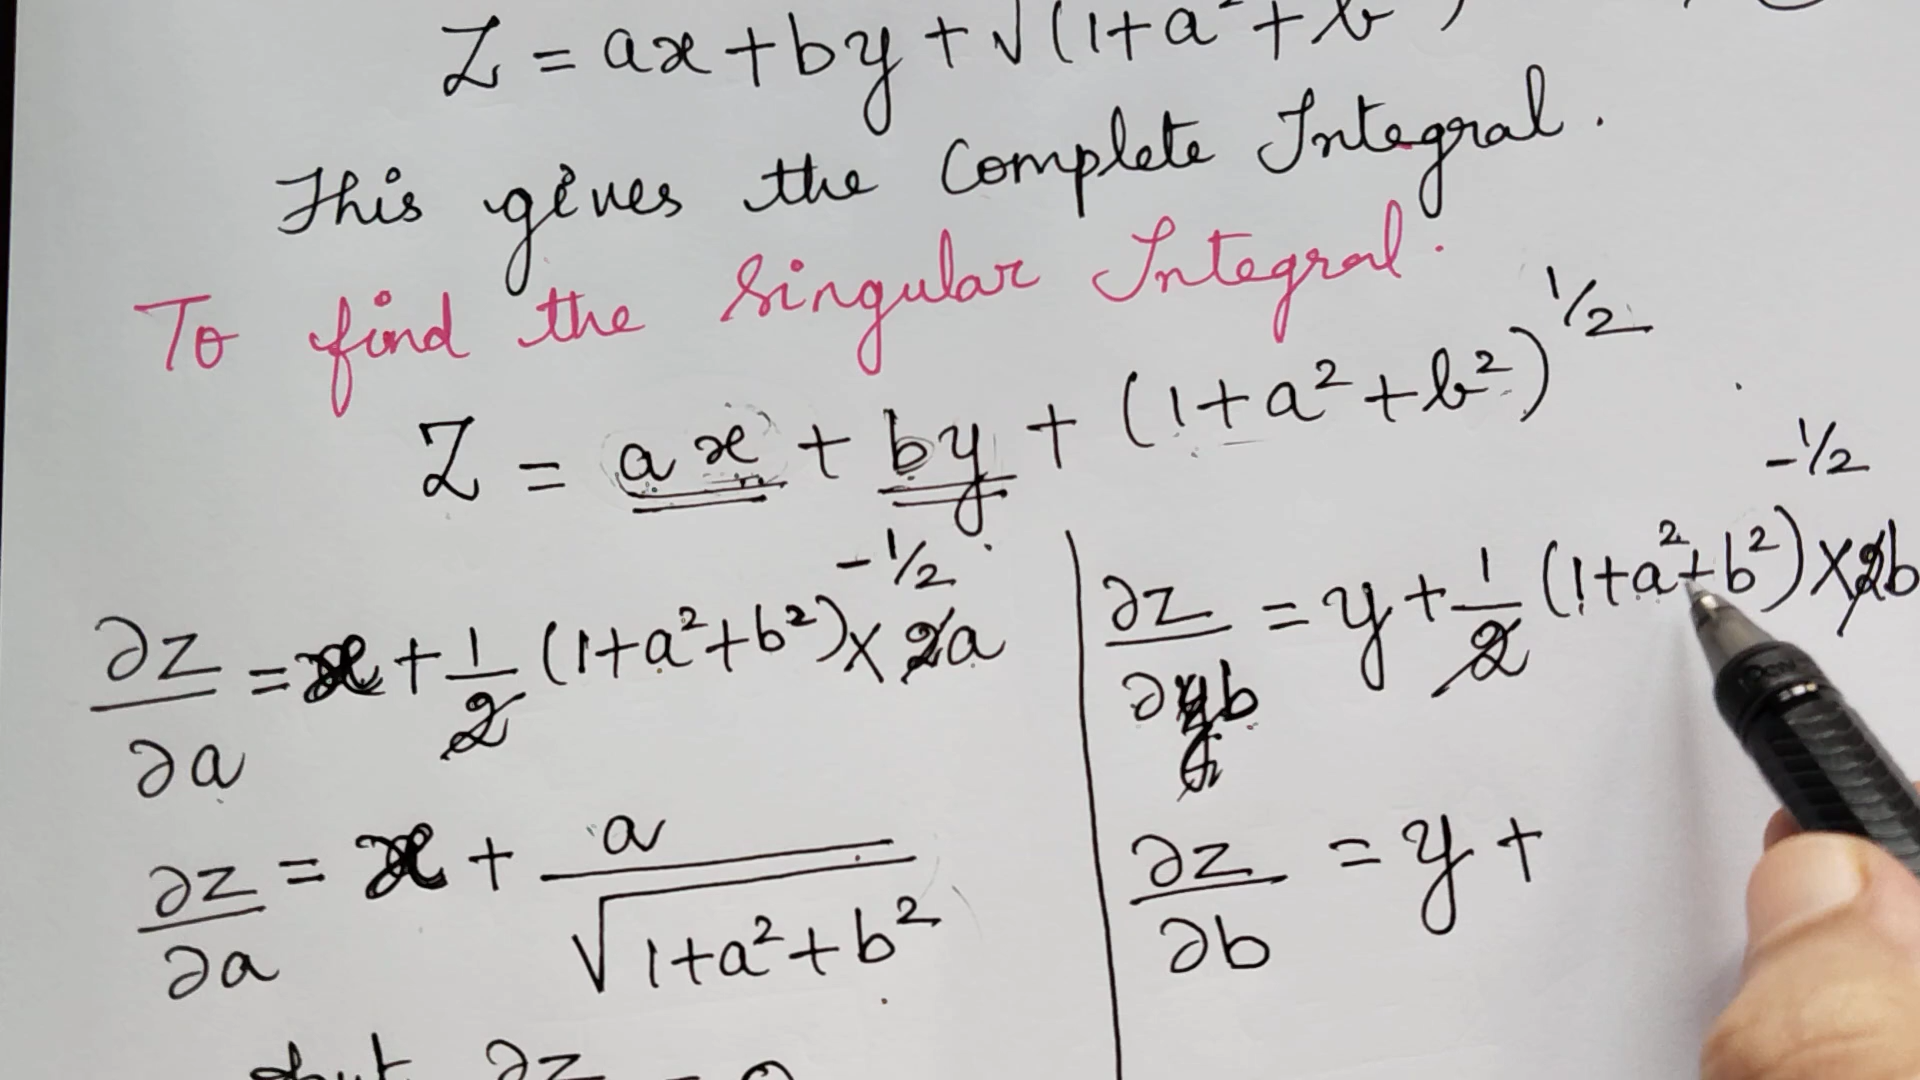 Z = ax + by + √(1+a²+b
This gives the Complete Integral.
To find the Singular Integral.
Z = ax + by + (1+a²+b²)^1/2
∂z/∂a = x + 1/2 (1+a²+b²)^-1/2 × 2a
∂z/∂a = x + a/√1+a²+b²
∂z/∂b = y + 1/2 (1+a²+b²)^-1/2 × 2b
∂z/∂b = y +